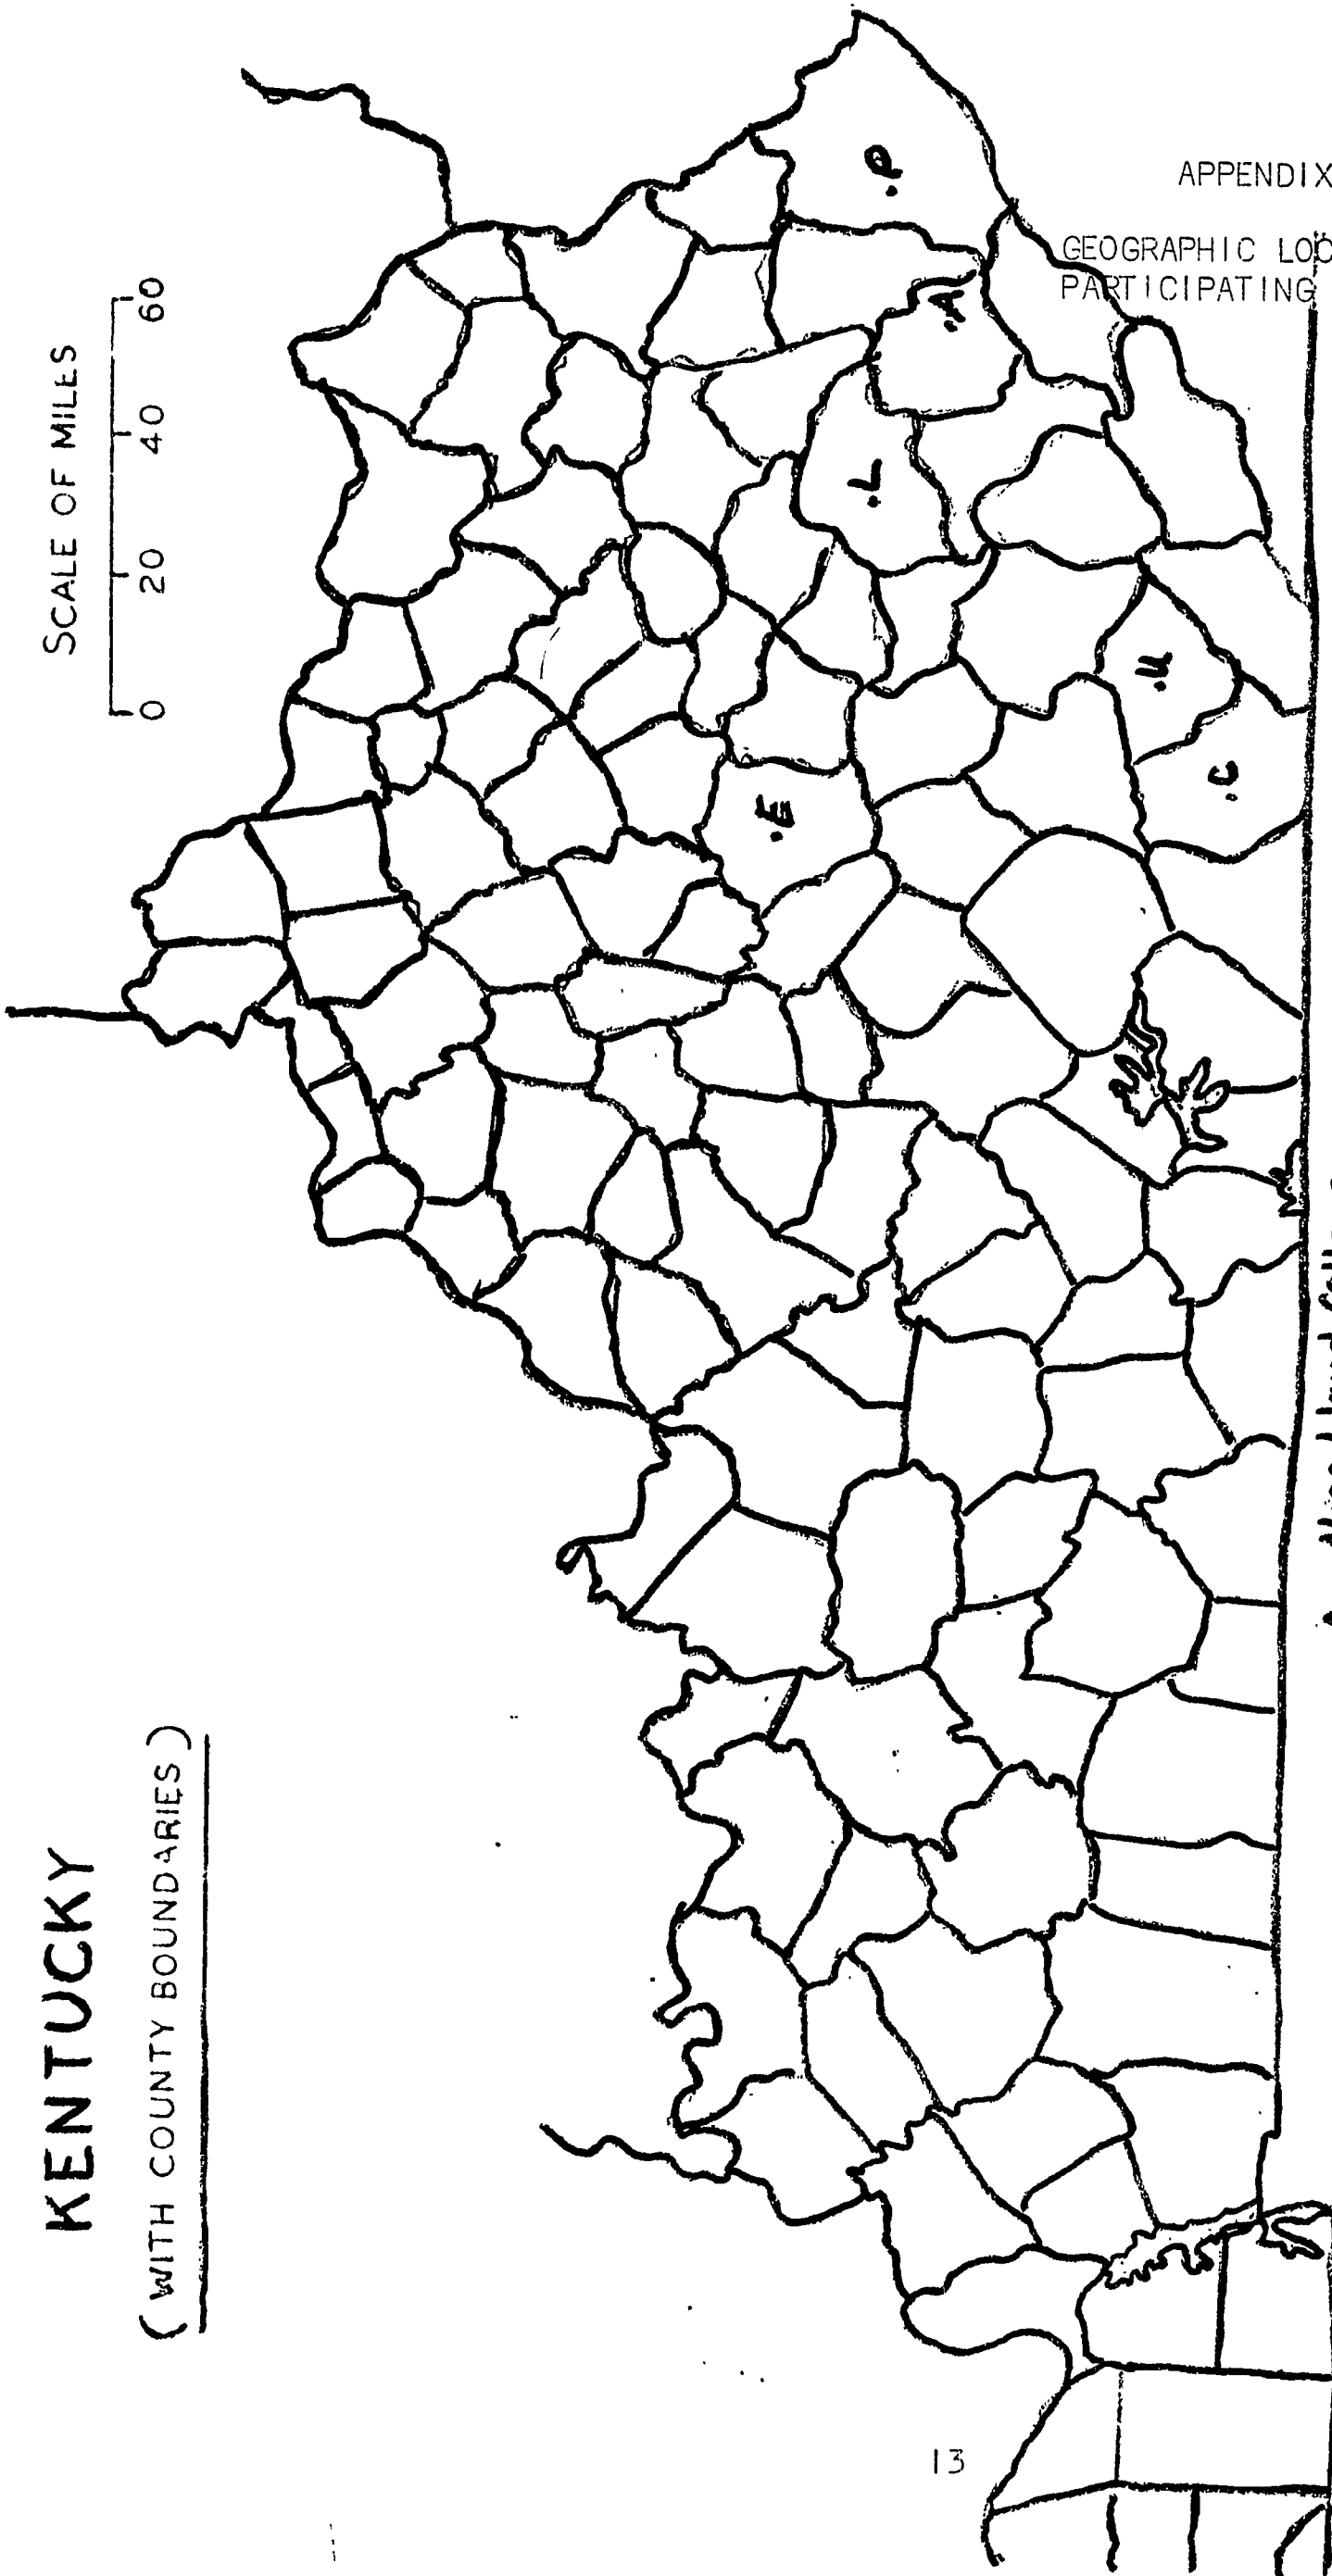 KENTUCKY
(WITH COUNTY BOUNDARIES)
SCALE OF MILES
0 20 40 60
APPENDIX
GEOGRAPHIC LOC
PARTICIPATING
.P
.A
.L
.E
.U
.C
13